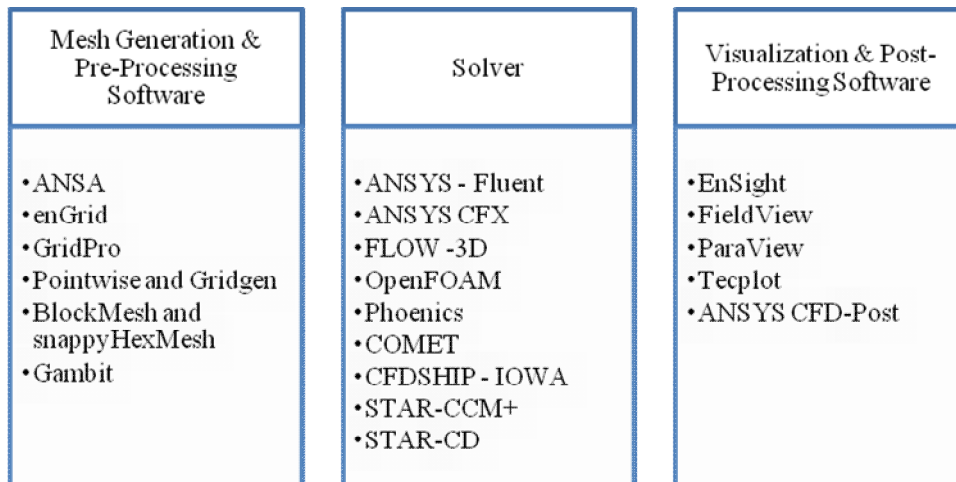 Mesh Generation &
Pre-Processing
Software
•ANSA
•enGrid
•GridPro
•Pointwise and Gridgen
•BlockMesh and
snappyHexMesh
•Gambit
Solver
•ANSYS - Fluent
•ANSYS CFX
•FLOW -3D
•OpenFOAM
•Phoenics
•COMET
•CFDSHIP - IOWA
•STAR-CCM+
•STAR-CD
Visualization & Post-
Processing Software
•EnSight
•FieldView
•ParaView
•Tecplot
•ANSYS CFD-Post